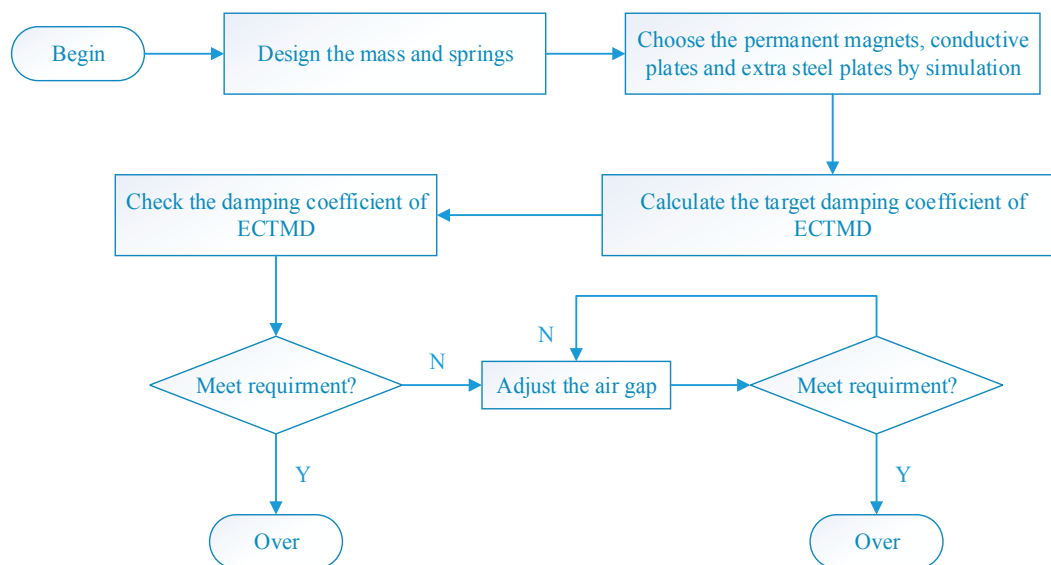 Begin
Design the mass and springs
Choose the permanent magnets, conductive
plates and extra steel plates by simulation
Check the damping coefficient of
ECTMD
Calculate the target damping coefficient of
ECTMD
Meet requirment?
N
Adjust the air gap
N
Meet requirment?
Y
Y
Over
Over